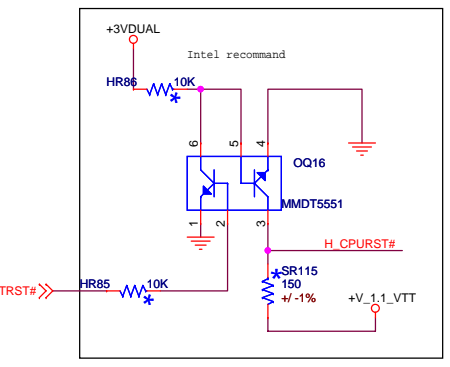 +3VDUAL
Intel recommand
HR86 10K
6 5 4
OQ16
MMDT5551
1 2 3
H_CPURST#
TRST# HR85 10K
SR115
150
+/- 1%
+V_1.1_VTT